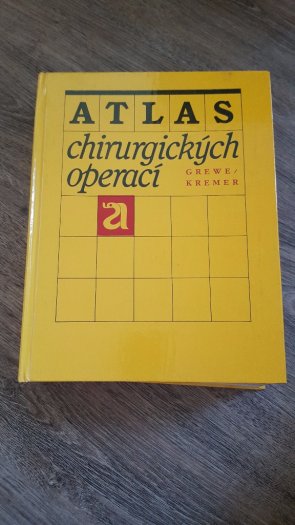 ATLAS
chirurgických
operací
GREWE/
KREMER